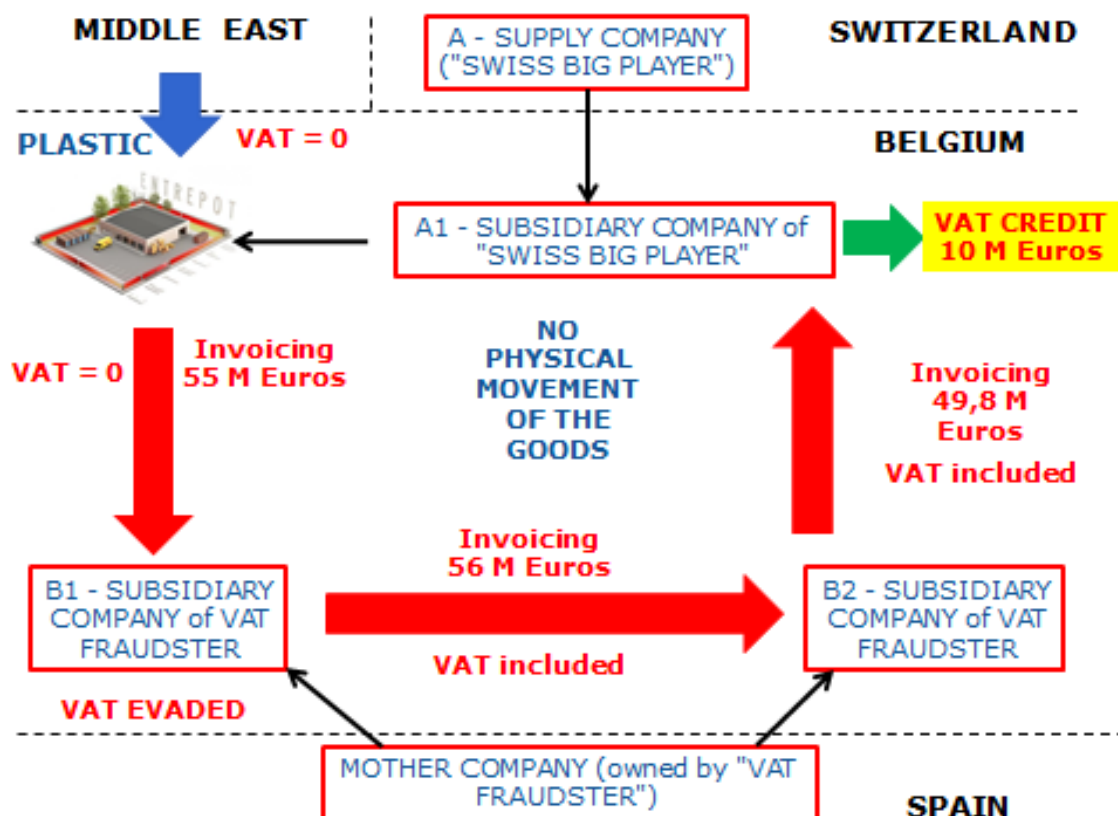 MIDDLE EAST
A - SUPPLY COMPANY
("SWISS BIG PLAYER")
SWITZERLAND
PLASTIC
VAT = 0
BELGIUM
ENTREPOT
A1 - SUBSIDIARY COMPANY of
"SWISS BIG PLAYER"
VAT CREDIT
10 M Euros
VAT = 0
Invoicing
55 M Euros
NO
PHYSICAL
MOVEMENT
OF THE
GOODS
Invoicing
49,8 M
Euros
VAT included
B1 - SUBSIDIARY
COMPANY of VAT
FRAUDSTER
Invoicing
56 M Euros
VAT included
B2 - SUBSIDIARY
COMPANY of VAT
FRAUDSTER
VAT EVADED
MOTHER COMPANY (owned by "VAT
FRAUDSTER")
SPAIN